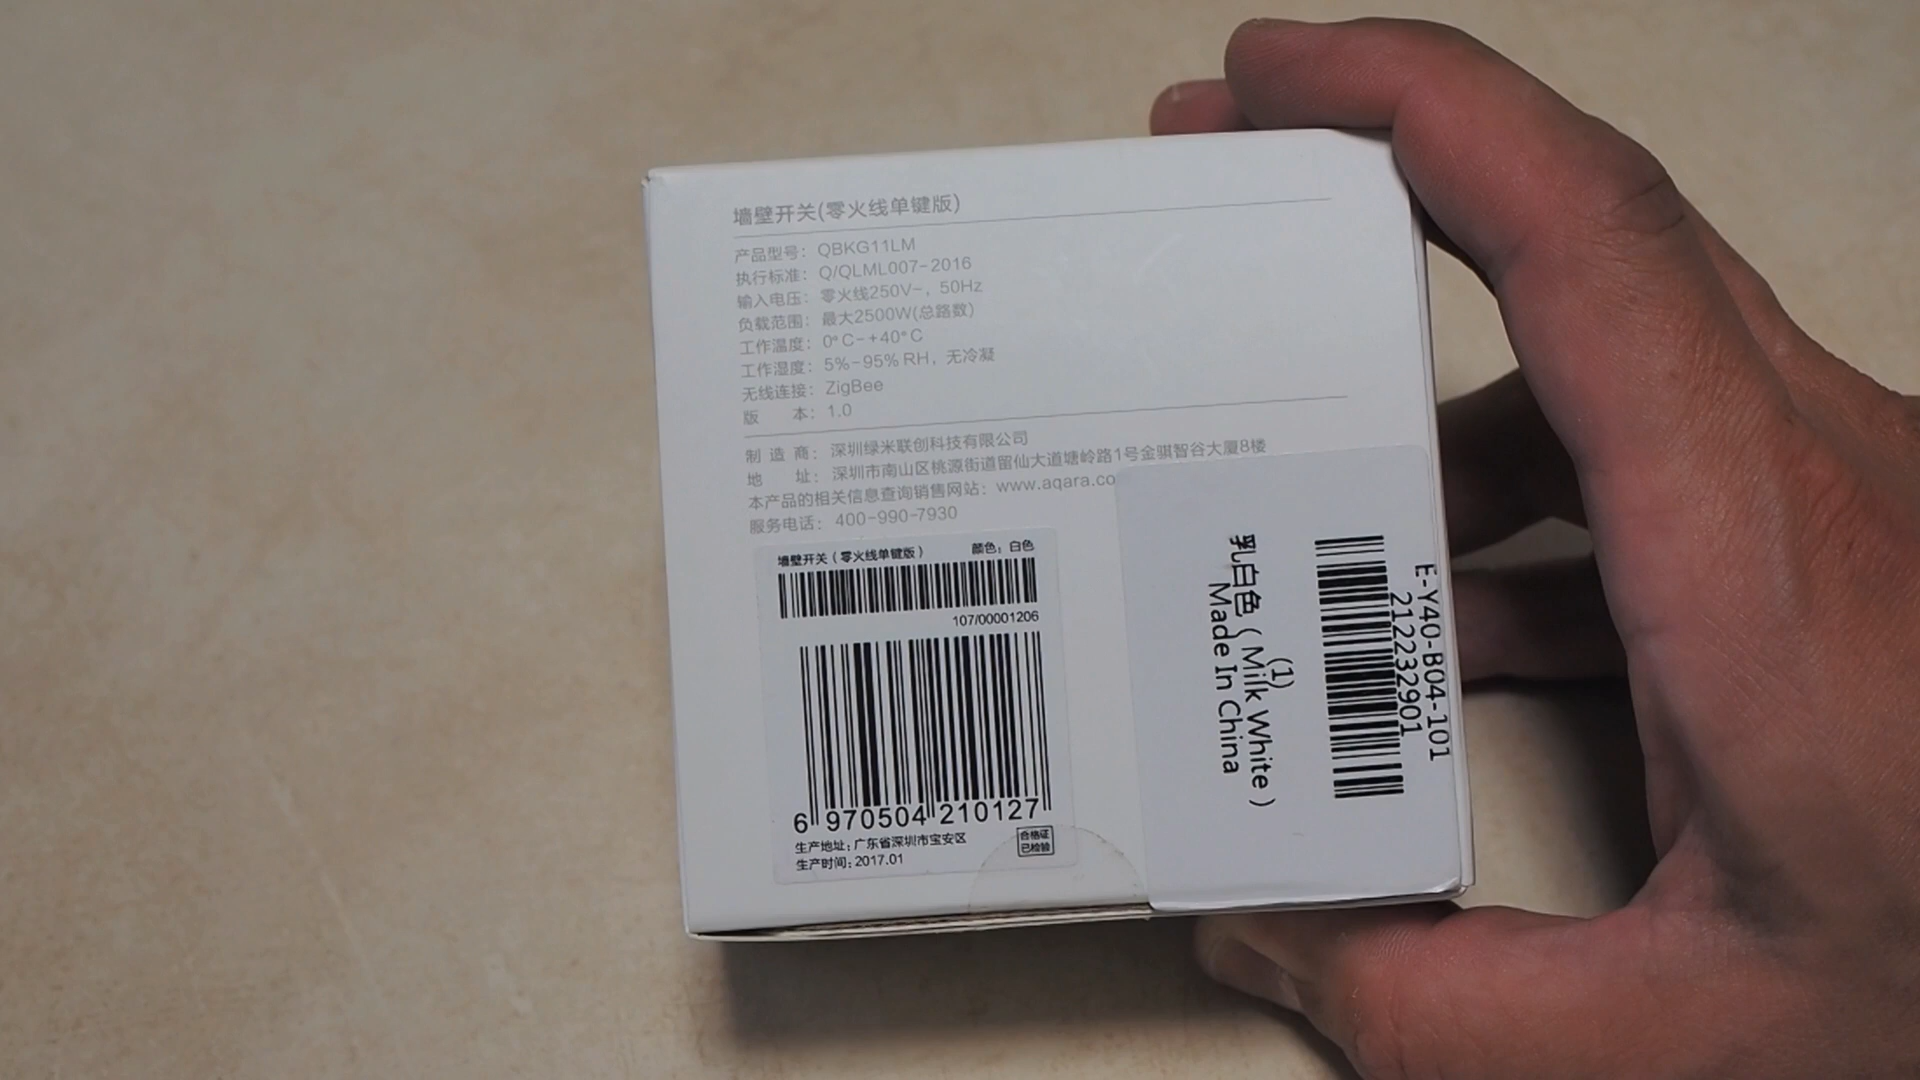 墙壁开关(零火线单键版)
产品型号: QBKG11LM
执行标准: Q/QLML007-2016
输入电压: 零火线250V~, 50Hz
负载范围: 最大2500W(总路数)
工作温度: 0°C-+40°C
工作湿度: 5%-95% RH, 无冷凝
无线连接: ZigBee
版 本: 1.0
制 造 商: 深圳绿米联创科技有限公司
地 址: 深圳市南山区桃源街道留仙大道塘岭路1号金骐智谷大厦8楼
本产品的相关信息查询销售网站: www.aqara.co
服务电话: 400-990-7930
墙壁开关(零火线单键版) 颜色: 白色
107/00001206
6 970504 210127
生产地址: 广东省深圳市宝安区
生产时间: 2017.01
合格证
已检验
E-Y40-B04-101
212232901
(1)
乳白色 ( Milk White )
Made In China